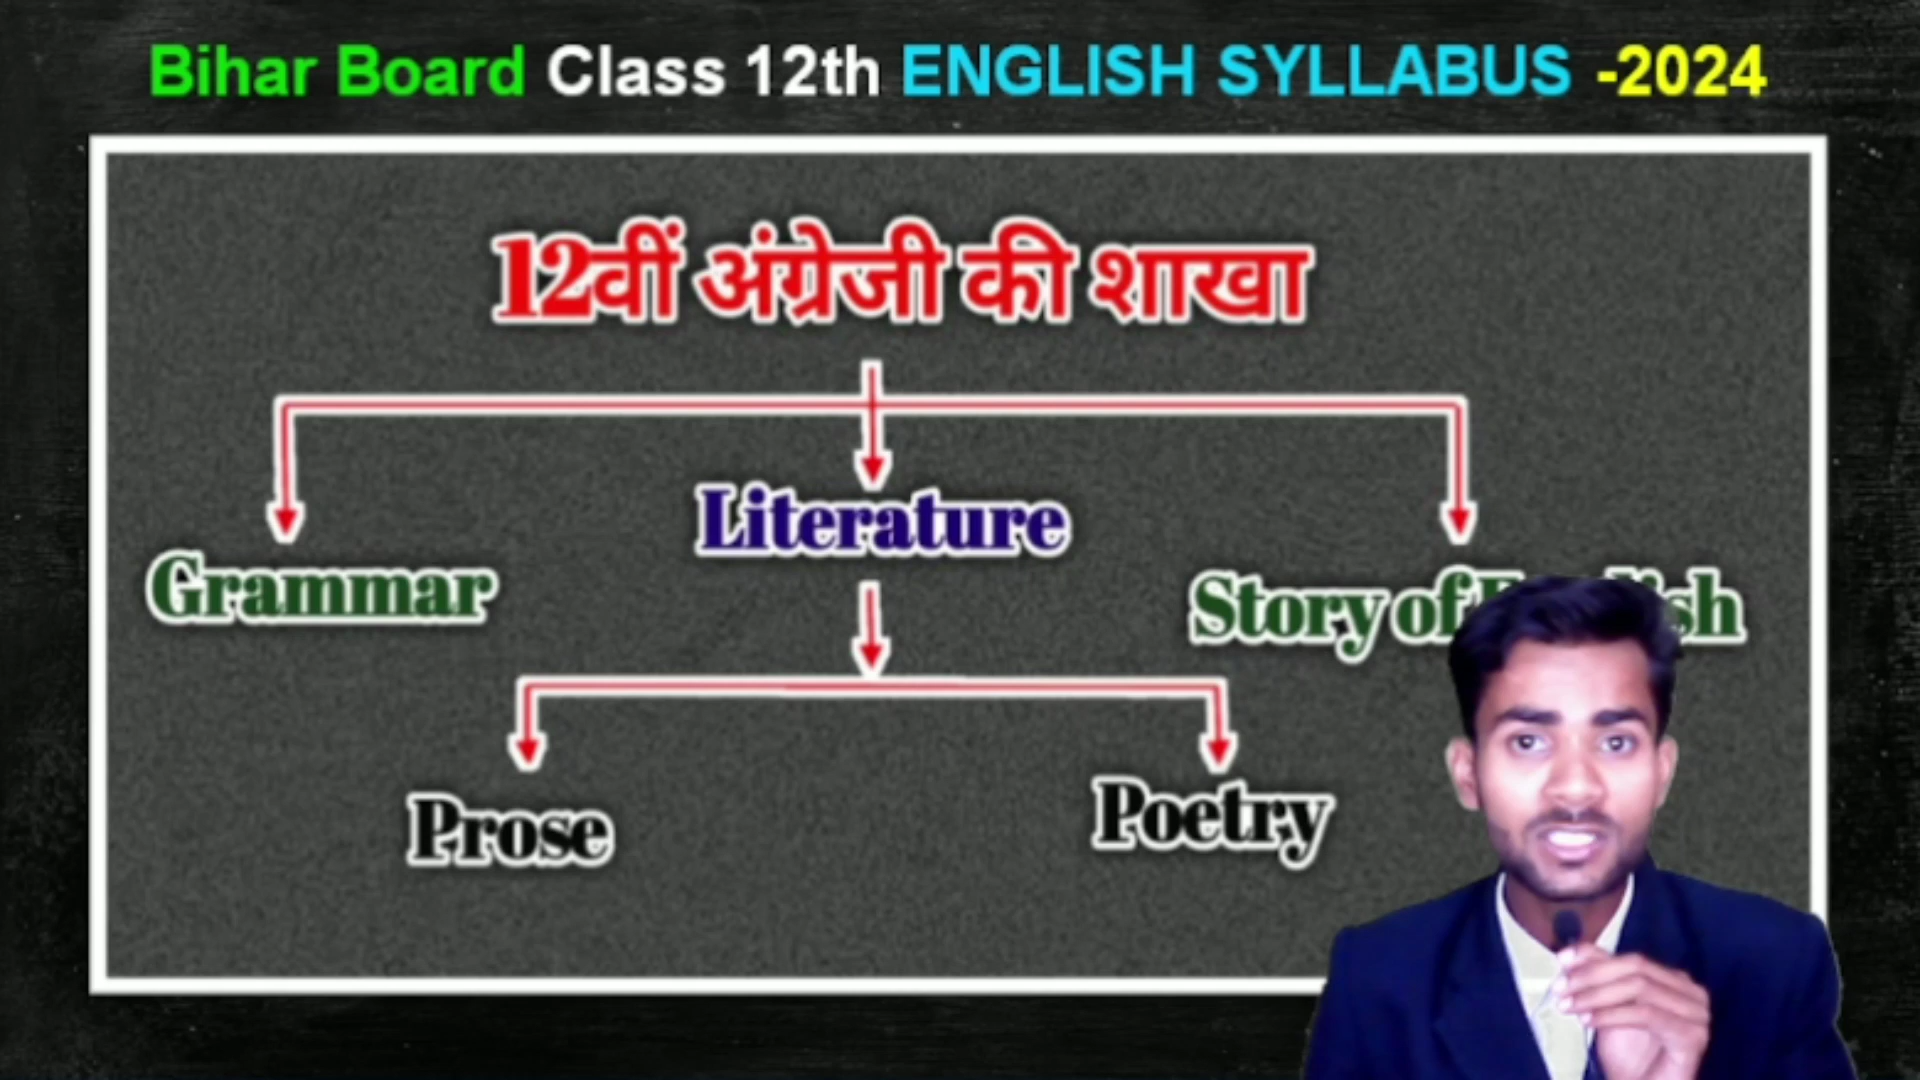 Bihar Board Class 12th ENGLISH SYLLABUS -2024
12वीं अंग्रेजी की शाखा
Literature
Grammar
Story of
Prose
Poetry